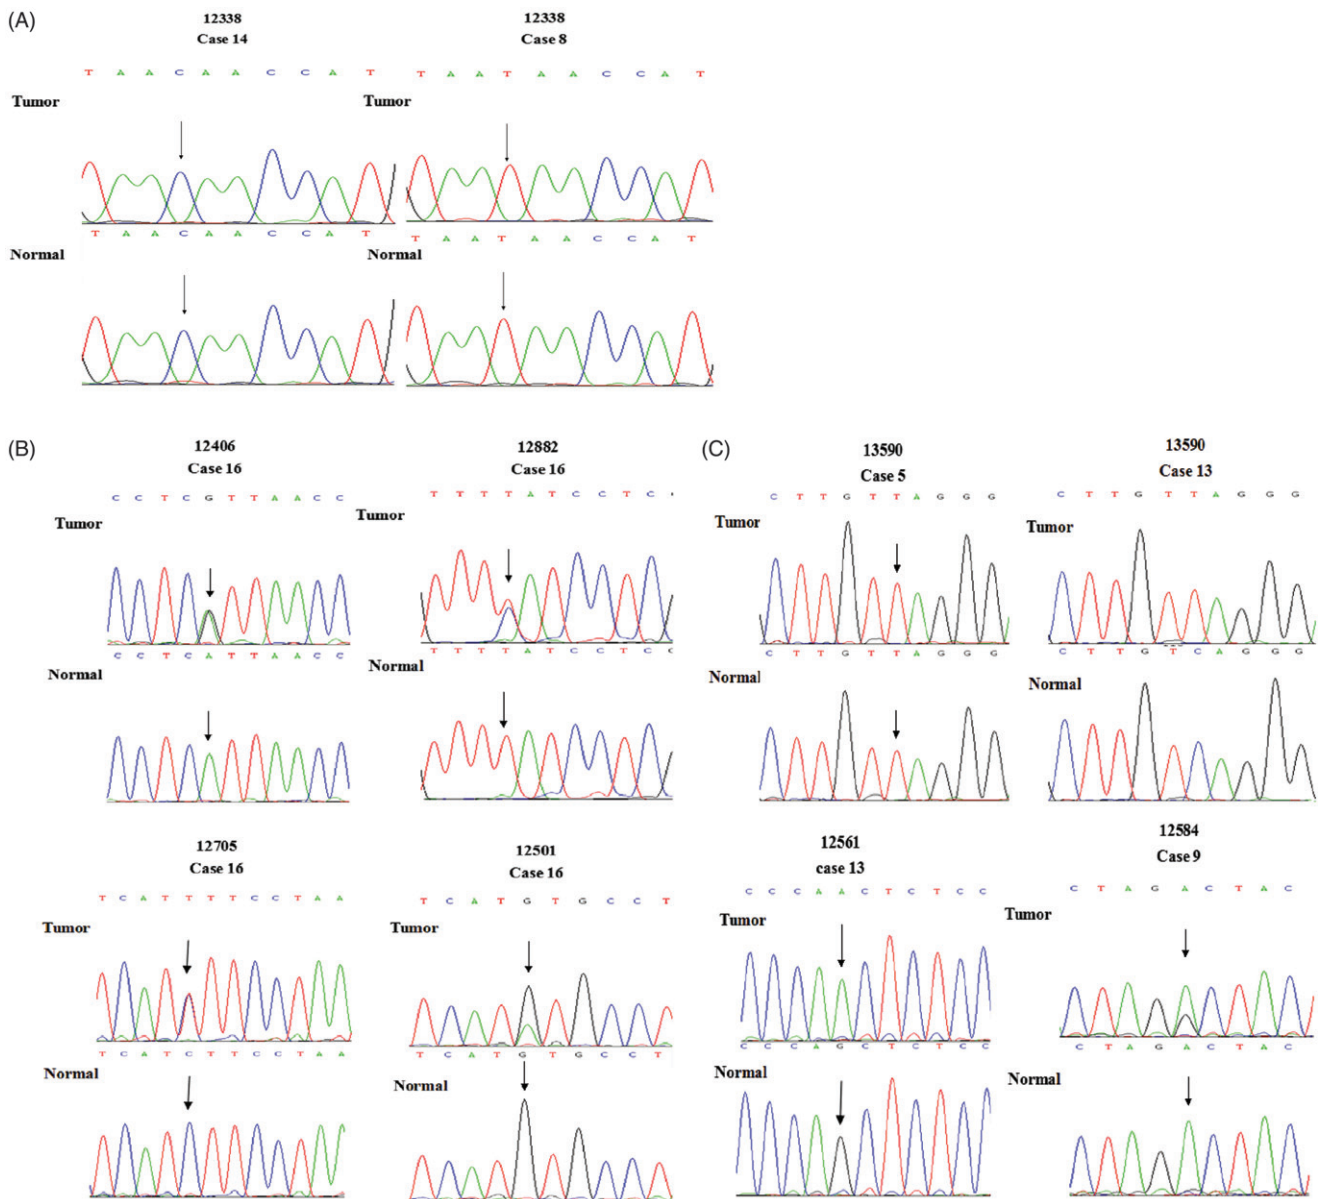 (A)
12338
Case 14
12338
Case 8
T A A C A A C C A T
T A A T A A C C A T
Tumor
Tumor
T A A C A A C C A T
T A A T A A C C A T
Normal
Normal
(B)
12406
Case 16
12882
Case 16
(C)
13590
Case 5
13590
Case 13
C C T C G T T A A C C
T T T T A T C C T C
C T T G T T A G G G
C T T G T T A G G G
Tumor
Tumor
Tumor
Tumor
C C T C A T T A A C C
T T T T A T C C T C
C T T G T T A G G G
C T T G T C A G G G
Normal
Normal
Normal
Normal
12705
Case 16
12501
Case 16
12561
case 13
12584
Case 9
T C A T T T C C T A A
T C A T G T G C C T
C C C A A C T C T C C
C T A G A C T A C
Tumor
Tumor
Tumor
Tumor
T C A T C T T C C T A A
T C A T G T G C C T
C C C A G C T C T C C
C T A G A C T A C
Normal
Normal
Normal
Normal